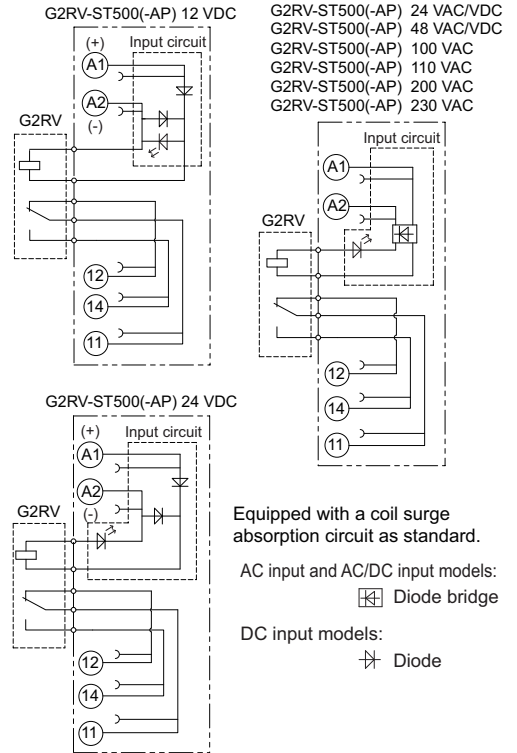 G2RV-ST500(-AP) 12 VDC
(+)
Input circuit
A1
A2
(-)
G2RV
12
14
11
G2RV-ST500(-AP) 24 VAC/VDC
G2RV-ST500(-AP) 48 VAC/VDC
G2RV-ST500(-AP) 100 VAC
G2RV-ST500(-AP) 110 VAC
G2RV-ST500(-AP) 200 VAC
G2RV-ST500(-AP) 230 VAC
Input circuit
A1
A2
G2RV
12
14
11
G2RV-ST500(-AP) 24 VDC
(+)
Input circuit
A1
A2
(-)
G2RV
12
14
11
Equipped with a coil surge
absorption circuit as standard.
AC input and AC/DC input models:
Diode bridge
DC input models:
Diode